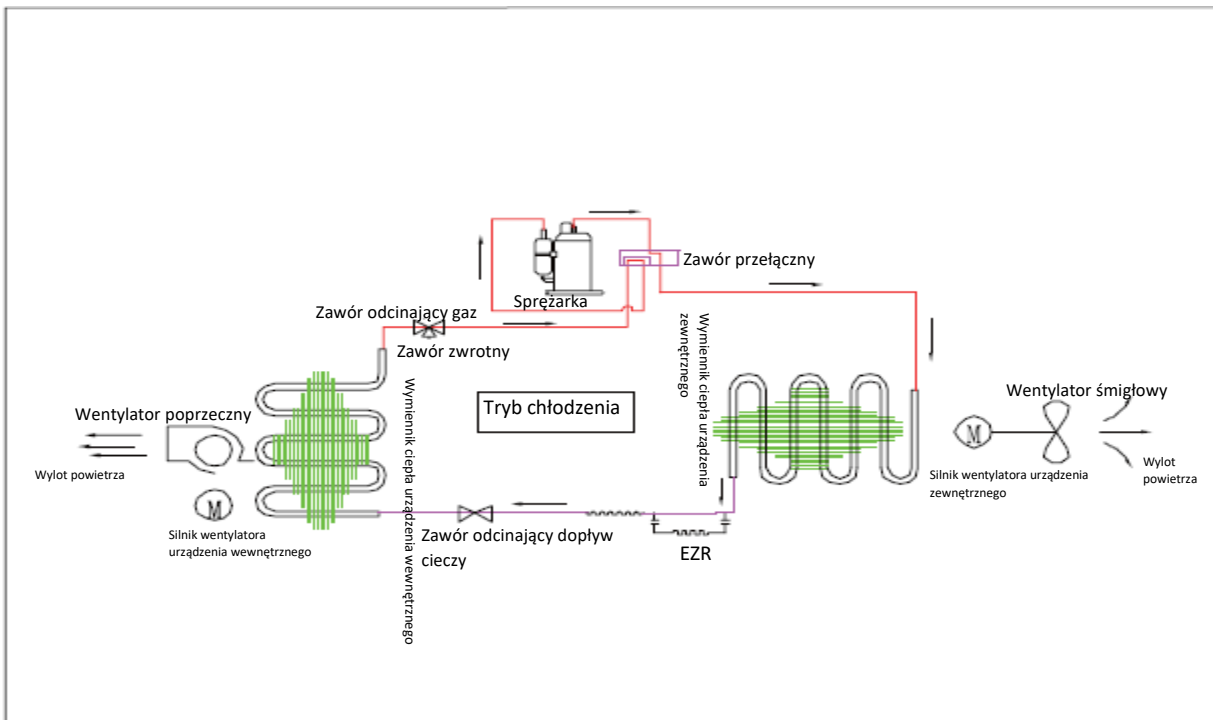 Zawór przełączny
Sprężarka
Zawór odcinający gaz
Zawór zwrotny
Wymiennik ciepła urządzenia
zewnętrznego
Wymiennik ciepła urządzenia wewnętrznego
Tryb chłodzenia
Wentylator poprzeczny
Wylot powietrza
M
Silnik wentylatora
urządzenia wewnętrznego
Wentylator śmigłowy
M
Silnik wentylatora urządzenia
zewnętrznego
Wylot
powietrza
Zawór odcinający dopływ
cieczy
EZR